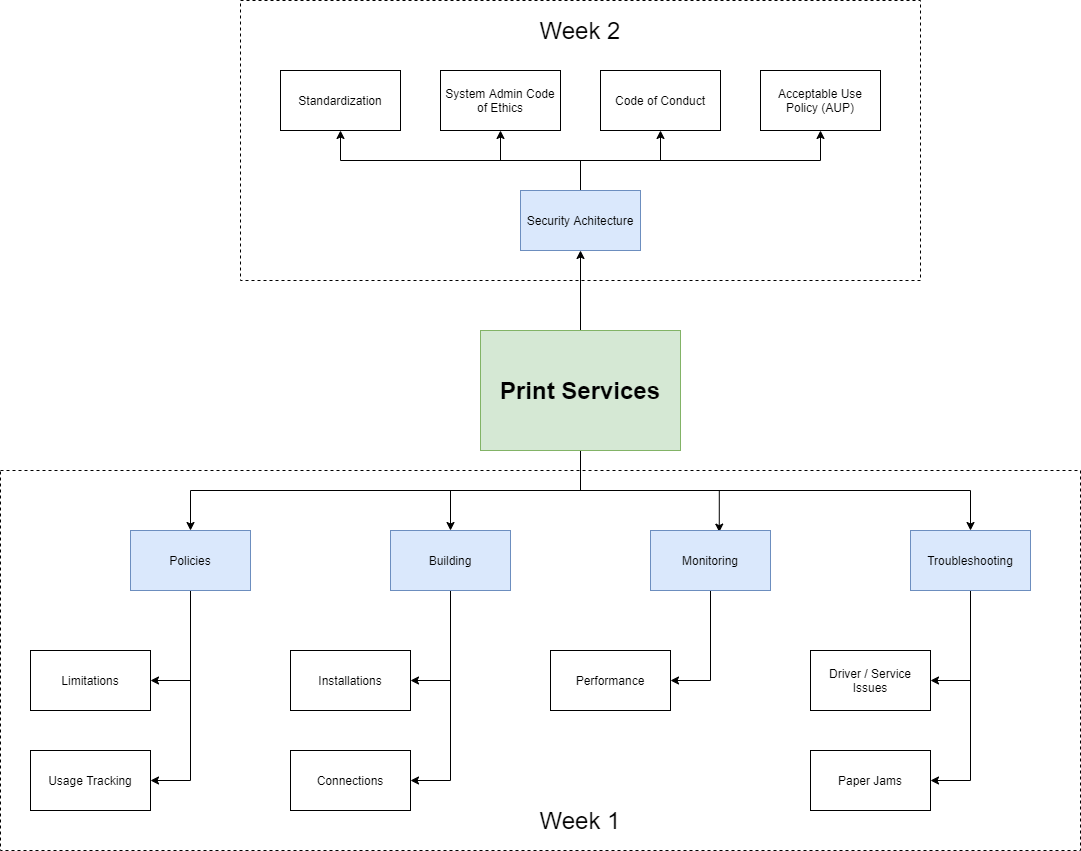 Week 2
Standardization
System Admin Code
of Ethics
Code of Conduct
Acceptable Use
Policy (AUP)
Security Achitecture
Print Services
Policies
Building
Monitoring
Troubleshooting
Limitations
Installations
Performance
Driver / Service
Issues
Usage Tracking
Connections
Paper Jams
Week 1